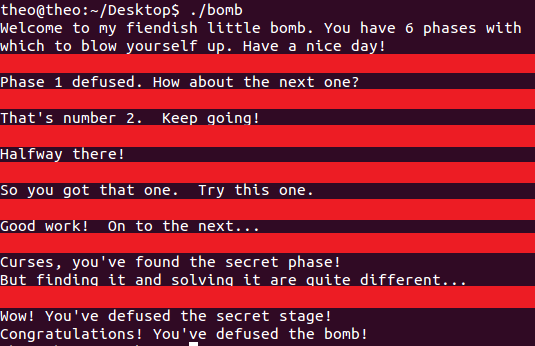 theo@theo:~/Desktop$ ./bomb
Welcome to my fiendish little bomb. You have 6 phases with
which to blow yourself up. Have a nice day!
Phase 1 defused. How about the next one?
That's number 2.  Keep going!
Halfway there!
So you got that one.  Try this one.
Good work!  On to the next...
Curses, you've found the secret phase!
But finding it and solving it are quite different...
Wow! You've defused the secret stage!
Congratulations! You've defused the bomb!